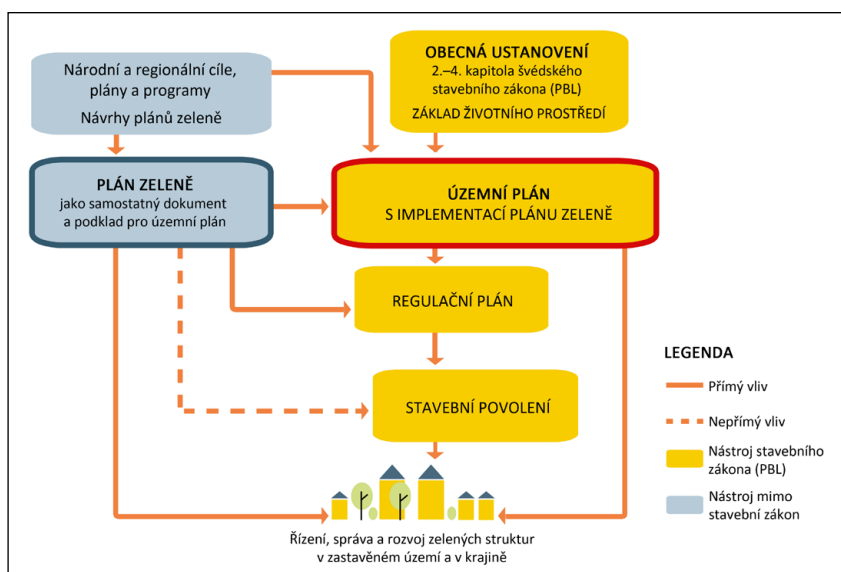 Národní a regionální cíle,
plány a programy
Návrhy plánů zeleně
OBECNÁ USTANOVENÍ
2.–4. kapitola švédského
stavebního zákona (PBL)
ZÁKLAD ŽIVOTNÍHO PROSTŘEDÍ
PLÁN ZELENĚ
jako samostatný dokument
a podklad pro územní plán
ÚZEMNÍ PLÁN
S IMPLEMENTACÍ PLÁNU ZELENĚ
REGULAČNÍ PLÁN
STAVEBNÍ POVOLENÍ
Řízení, správa a rozvoj zelených struktur
v zastavěném území a v krajině
LEGENDA
Přímý vliv
Nepřímý vliv
Nástroj stavebního
zákona (PBL)
Nástroj mimo
stavební zákon